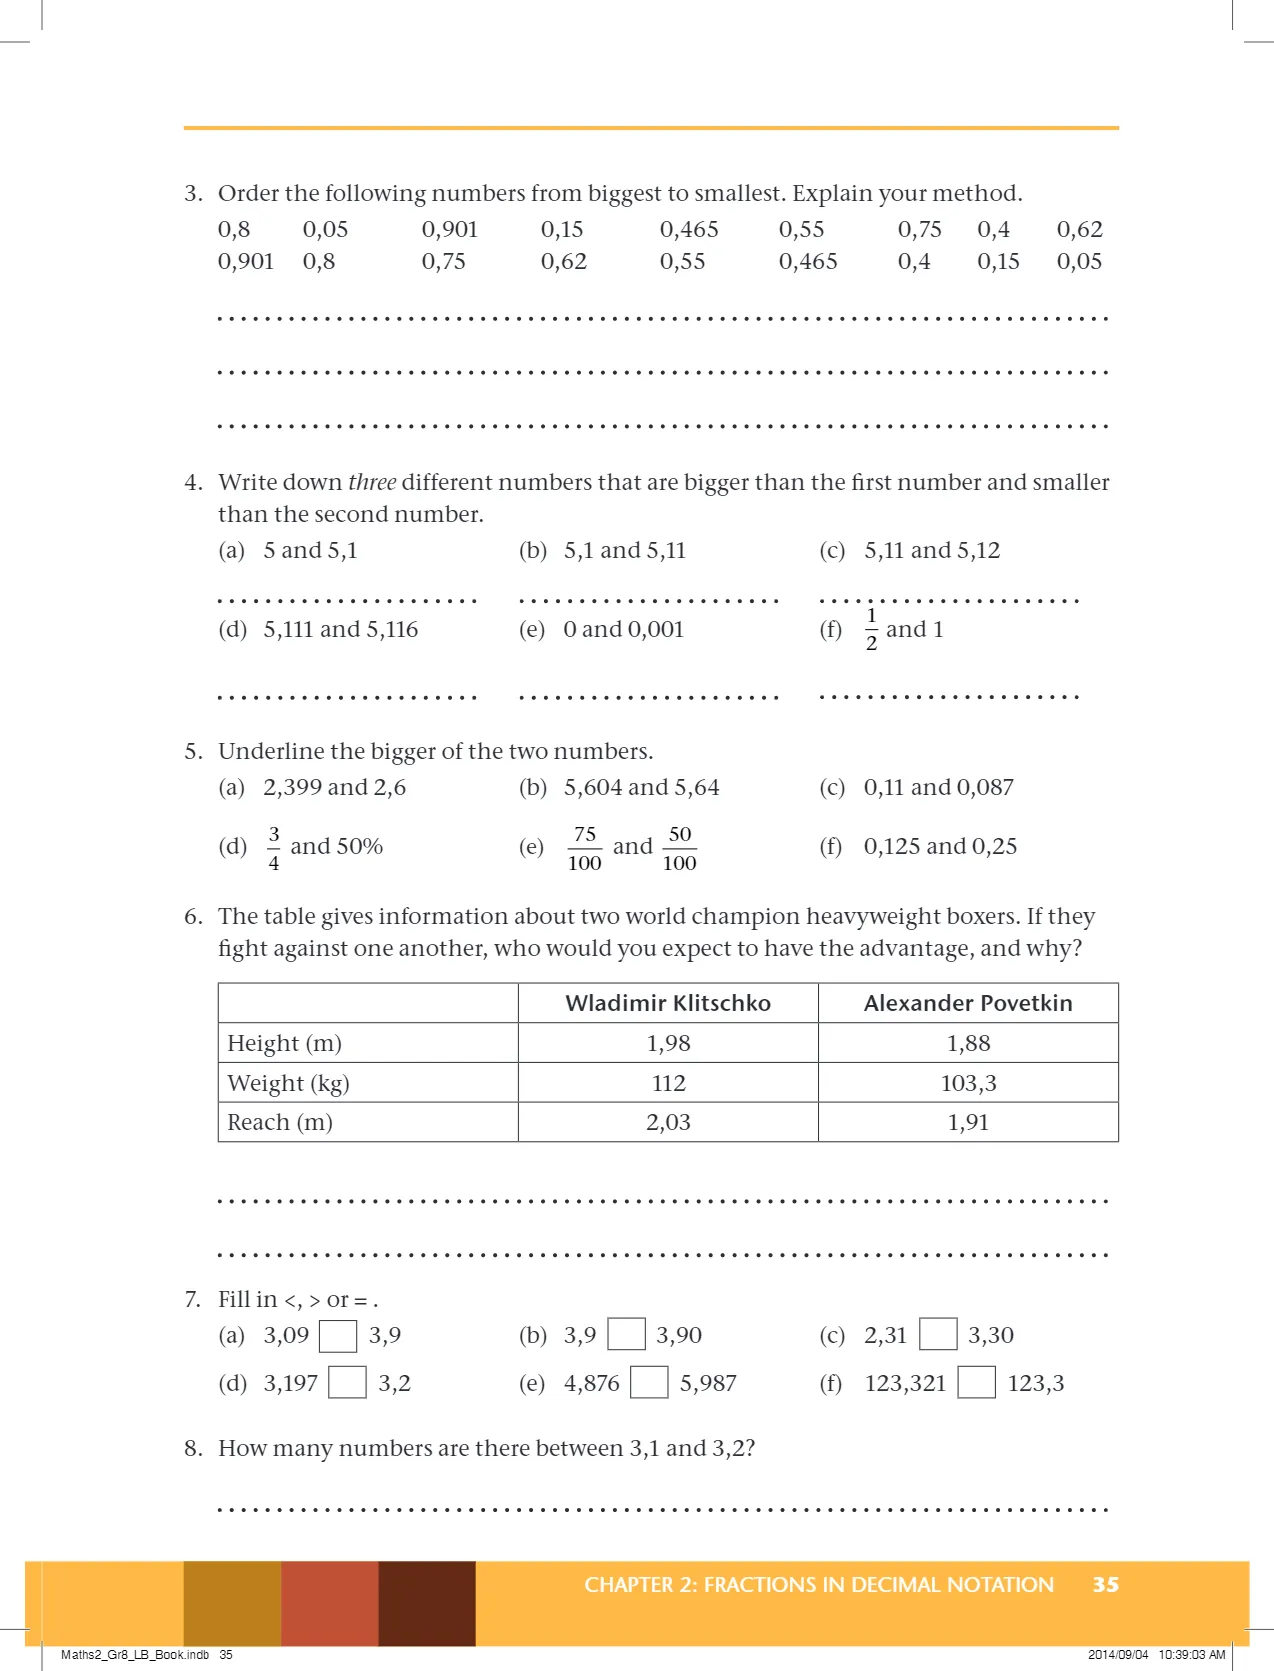 3. Order the following numbers from biggest to smallest. Explain your method.
0,8 0,05 0,901 0,15 0,465 0,55 0,75 0,4 0,62
0,901 0,8 0,75 0,62 0,55 0,465 0,4 0,15 0,05
4. Write down three different numbers that are bigger than the first number and smaller
than the second number.
(a) 5 and 5,1 (b) 5,1 and 5,11 (c) 5,11 and 5,12
(d) 5,111 and 5,116 (e) 0 and 0,001 (f) 1/2 and 1
5. Underline the bigger of the two numbers.
(a) 2,399 and 2,6 (b) 5,604 and 5,64 (c) 0,11 and 0,087
(d) 3/4 and 50% (e) 75/100 and 50/100 (f) 0,125 and 0,25
6. The table gives information about two world champion heavyweight boxers. If they
fight against one another, who would you expect to have the advantage, and why?
Wladimir Klitschko Alexander Povetkin
Height (m) 1,98 1,88
Weight (kg) 112 103,3
Reach (m) 2,03 1,91
7. Fill in <, > or = .
(a) 3,09 3,9 (b) 3,9 3,90 (c) 2,31 3,30
(d) 3,197 3,2 (e) 4,876 5,987 (f) 123,321 123,3
8. How many numbers are there between 3,1 and 3,2?
CHAPTER 2: FRACTIONS IN DECIMAL NOTATION 35
Maths2_Gr8_LB_Book.indb 35 2014/09/04 10:39:03 AM